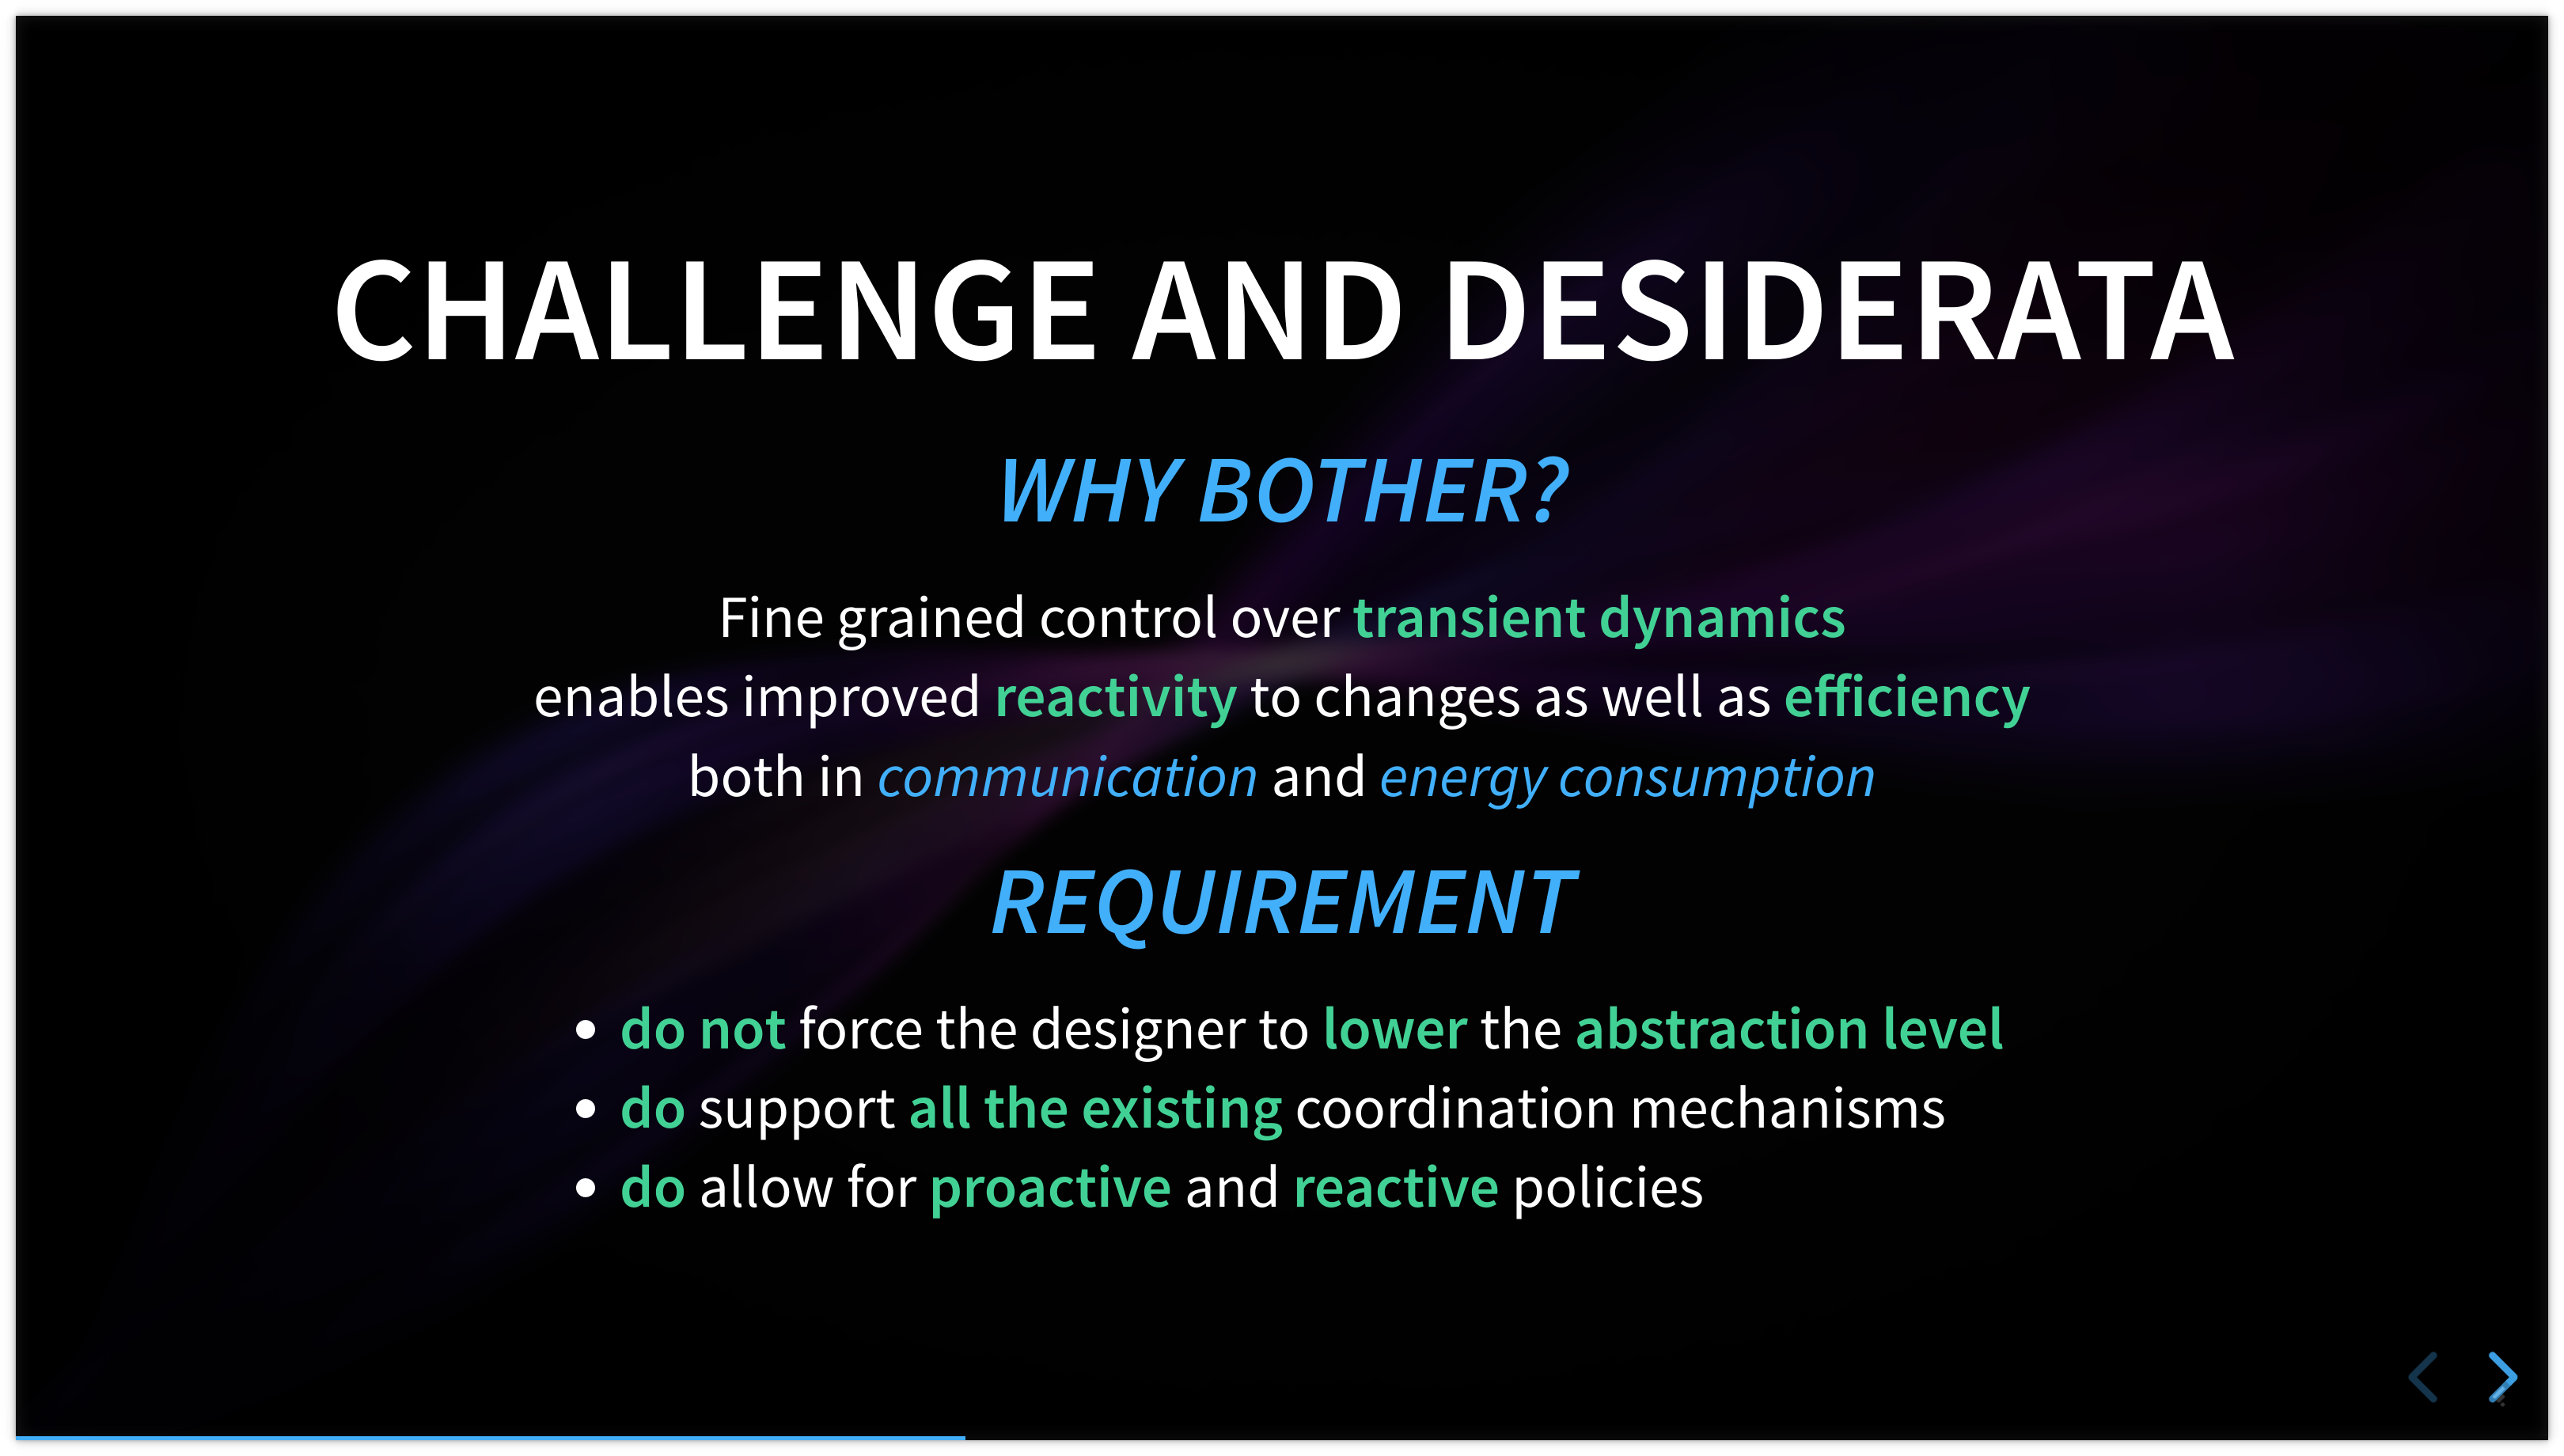 CHALLENGE AND DESIDERATA
WHY BOTHER?
Fine grained control over transient dynamics
enables improved reactivity to changes as well as efficiency
both in communication and energy consumption
REQUIREMENT
• do not force the designer to lower the abstraction level
• do support all the existing coordination mechanisms
• do allow for proactive and reactive policies